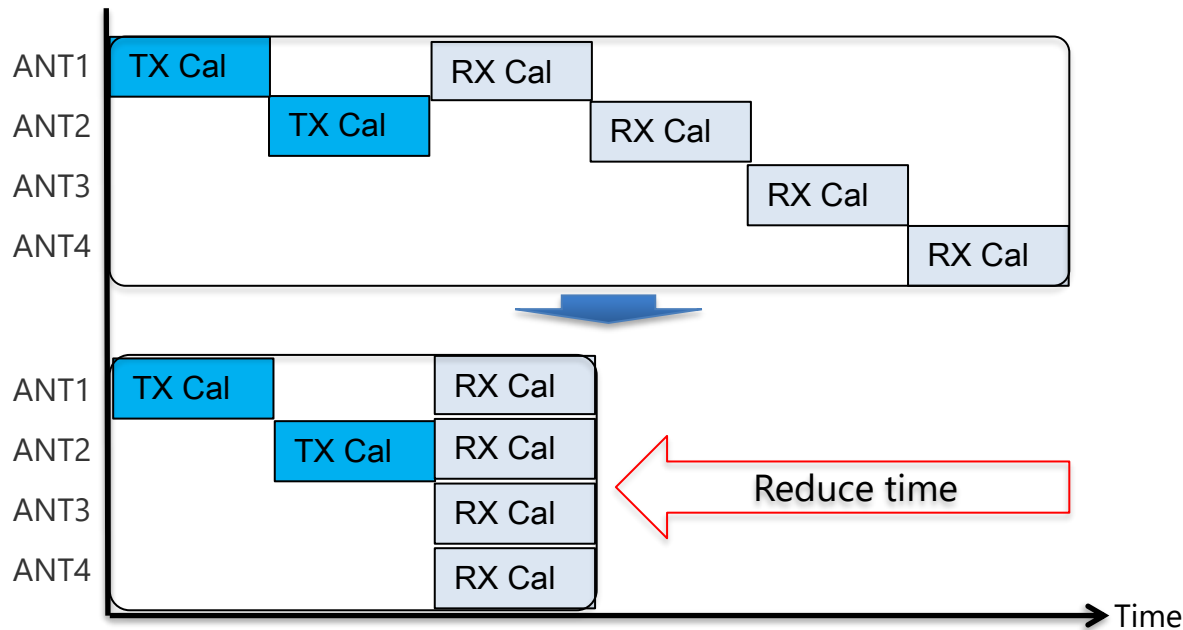 ANT1 TX Cal RX Cal
ANT2 TX Cal RX Cal
ANT3 RX Cal
ANT4 RX Cal
ANT1 TX Cal RX Cal
ANT2 TX Cal RX Cal
Reduce time
ANT3 RX Cal
ANT4 RX Cal
Time